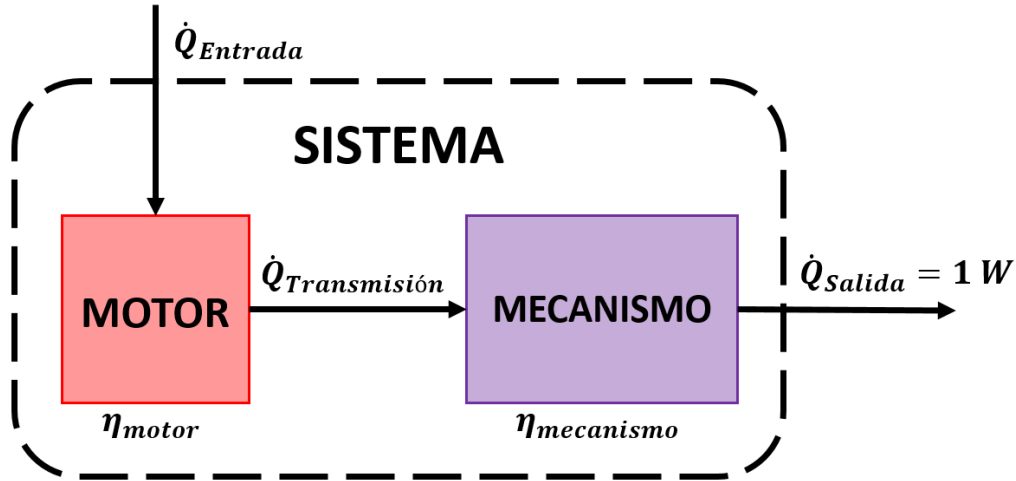 Q̇Entrada
SISTEMA
MOTOR
Q̇Transmisión
MECANISMO
Q̇Salida = 1 W
ηmotor
ηmecanismo